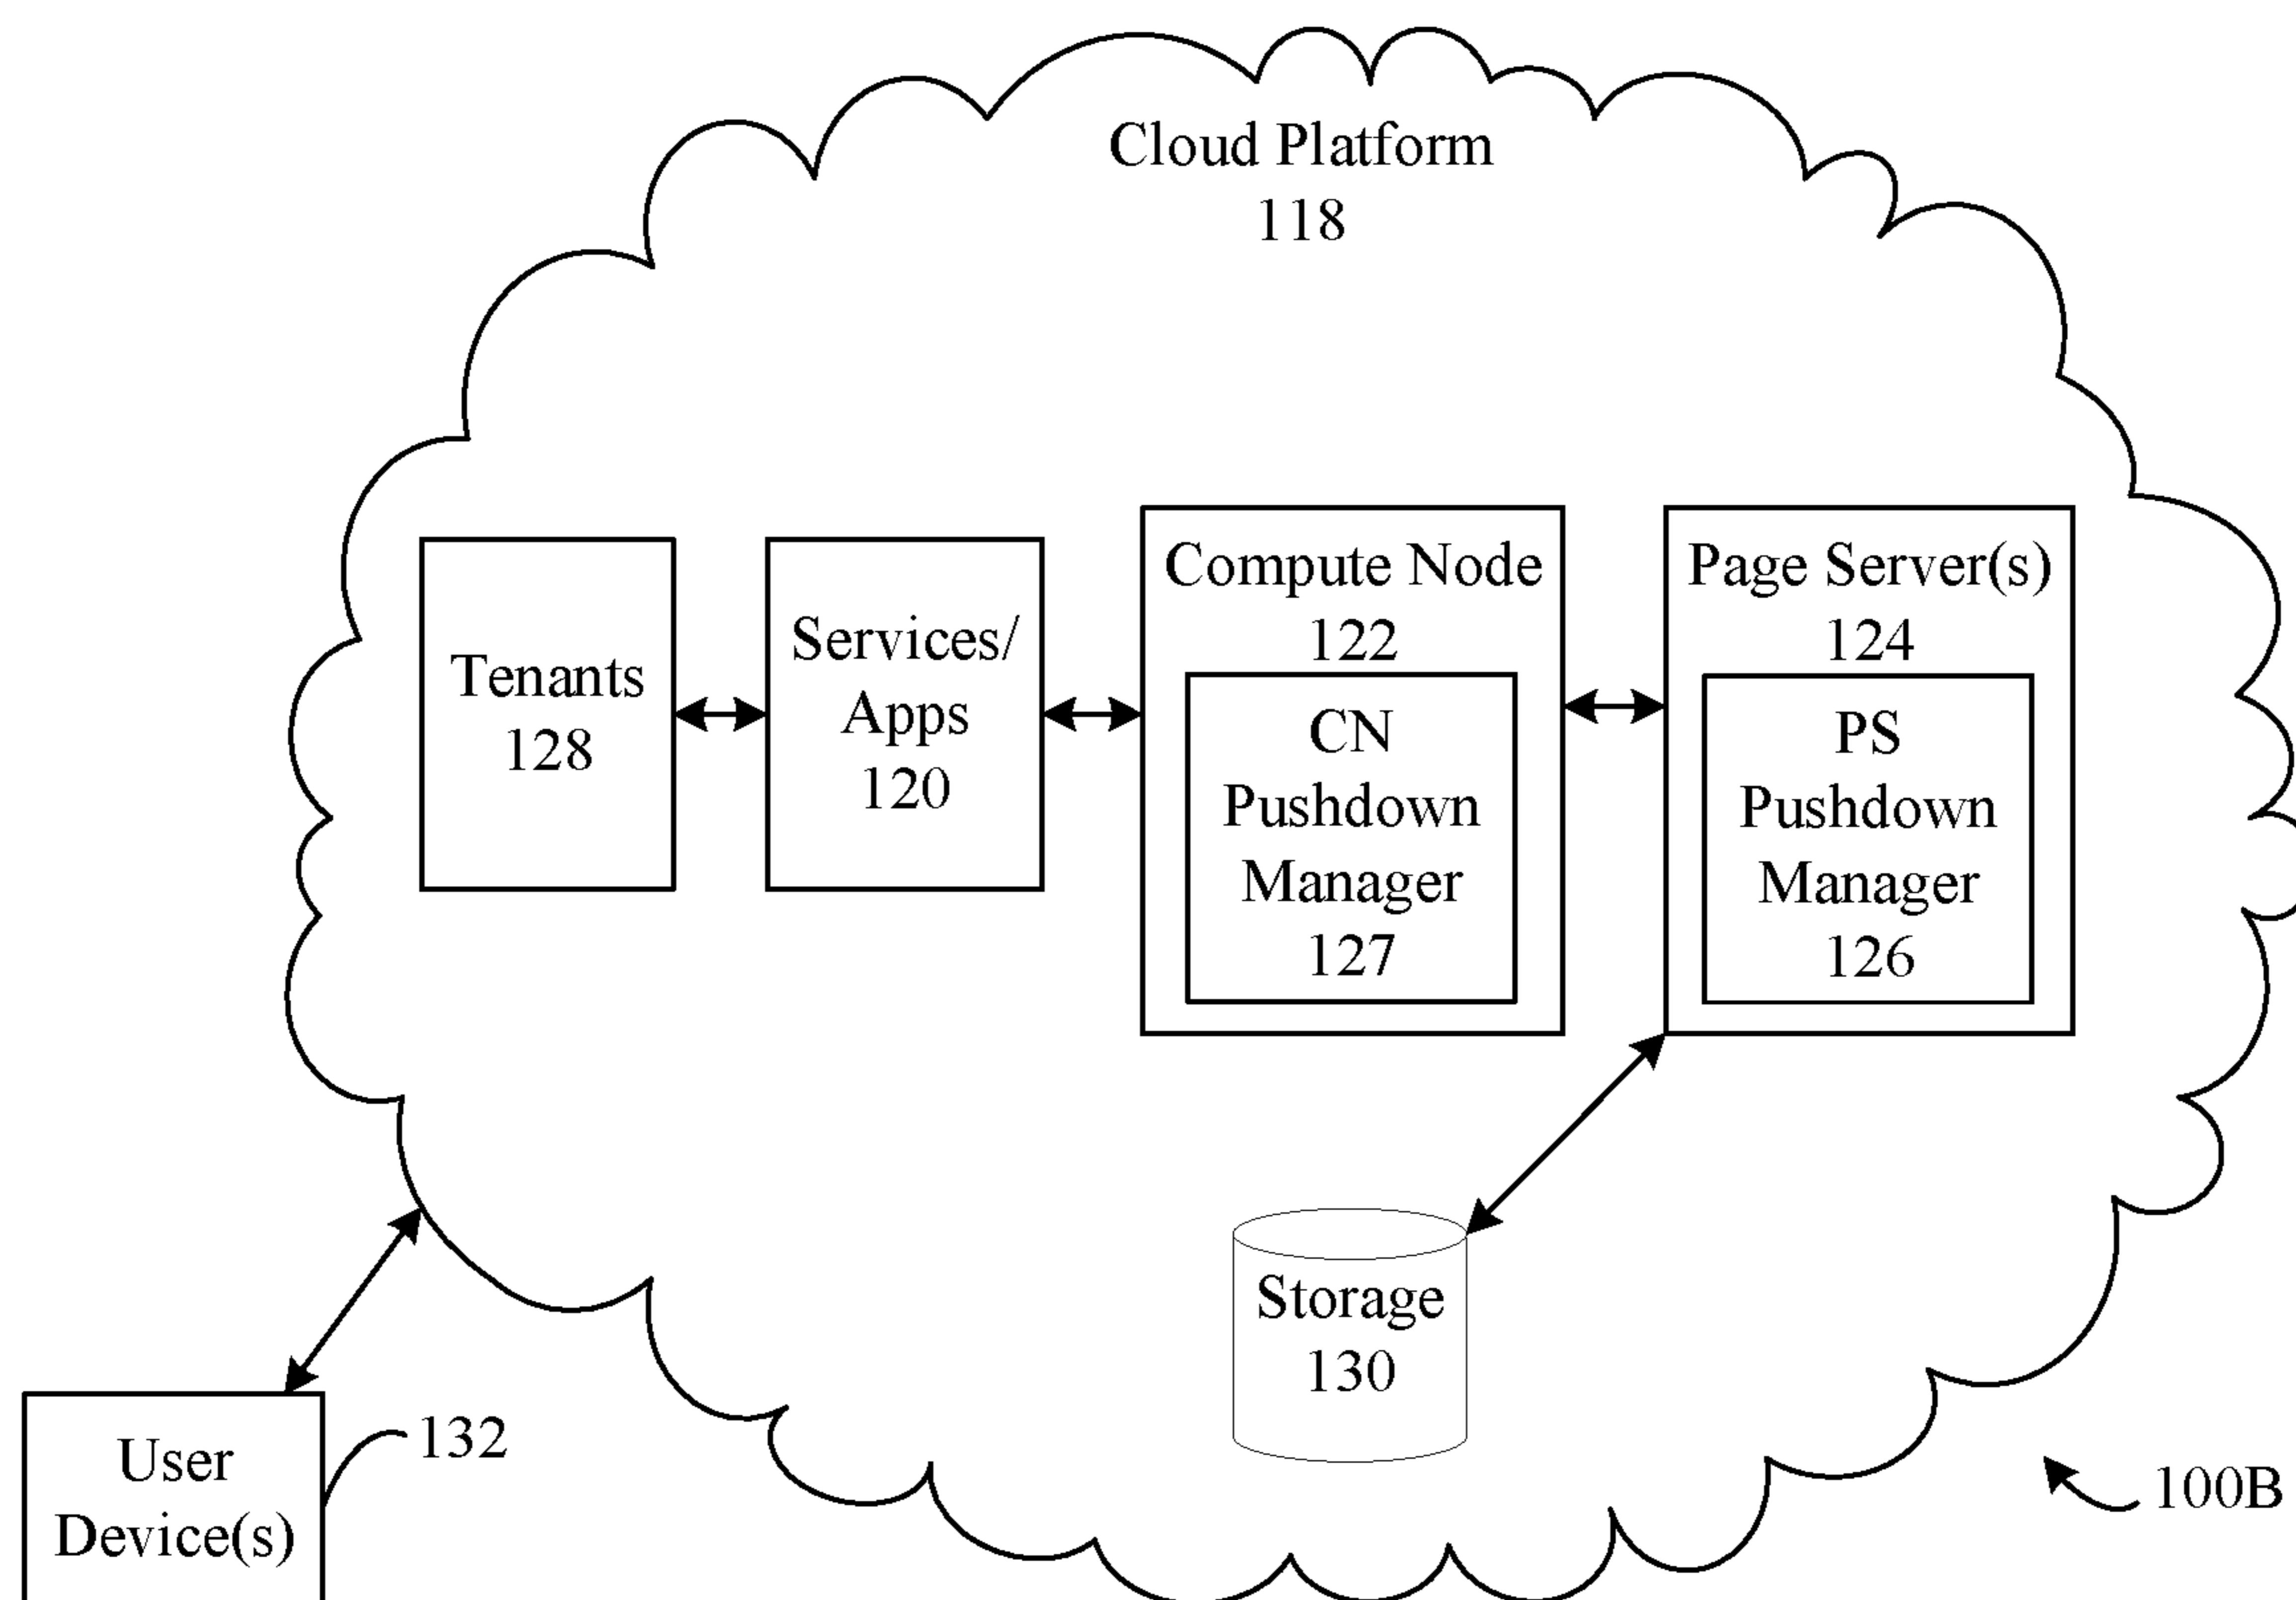 Cloud Platform
118
Tenants
128
Services/
Apps
120
Compute Node
122
CN
Pushdown
Manager
127
Page Server(s)
124
PS
Pushdown
Manager
126
Storage
130
User
Device(s)
132
100B